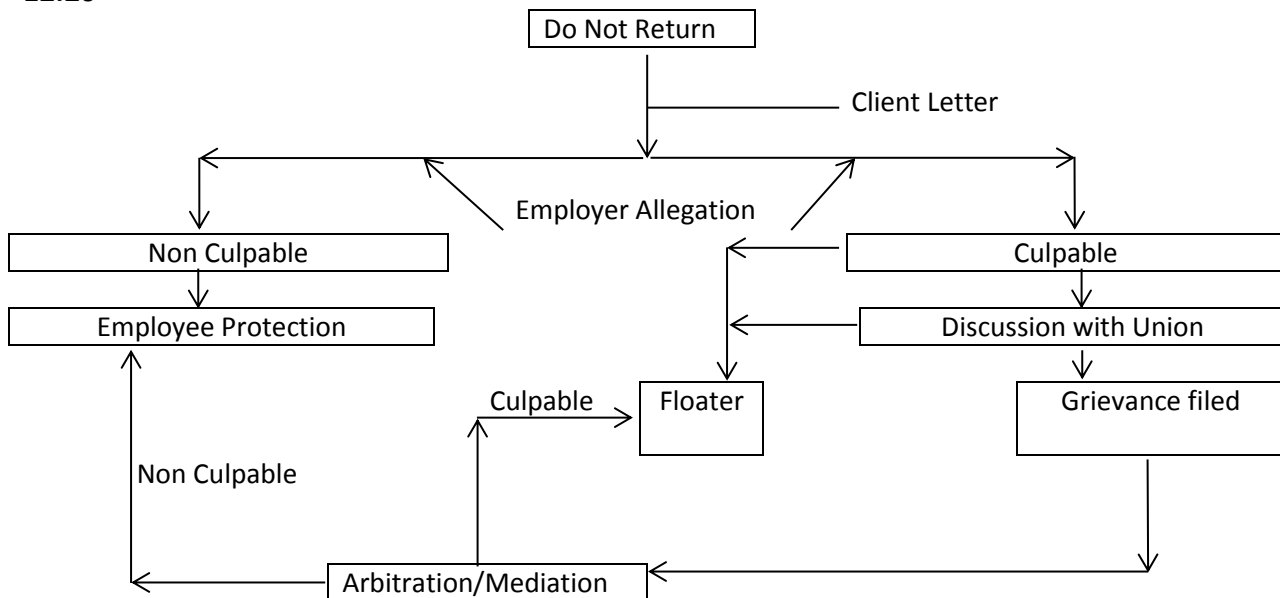 Do Not Return
Client Letter
Employer Allegation
Non Culpable
Culpable
Employee Protection
Discussion with Union
Culpable
Floater
Grievance filed
Non Culpable
Arbitration/Mediation